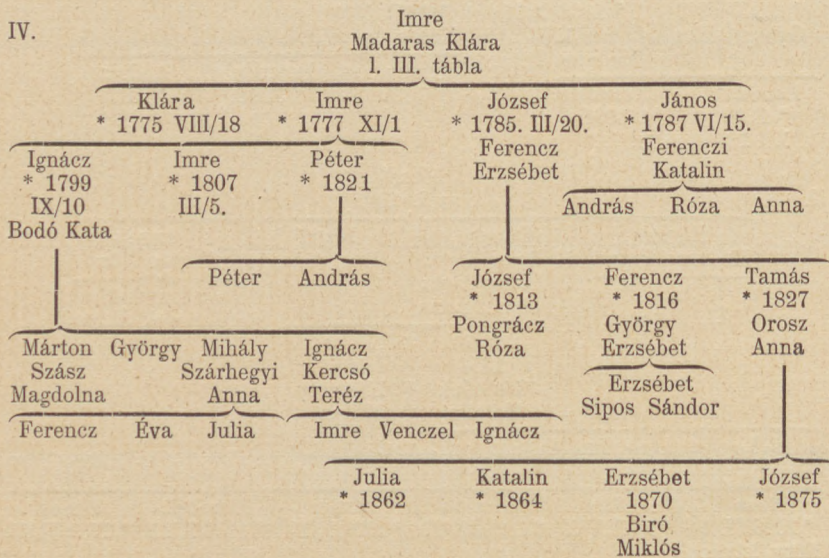 IV.
Imre
Madaras Klára
l. III. tábla
Klára Imre József János
* 1775 VIII/18 * 1777 XI/1 * 1785. III/20. * 1787 VI/15.
Ferencz Ferenczi
Erzsébet Katalin
Ignácz Imre Péter
* 1799 * 1807 * 1821
IX/10 III/5.
Bodó Kata
András Róza Anna
Péter András
József Ferencz Tamás
* 1813 * 1816 * 1827
Pongrácz György Orosz
Róza Erzsébet Anna
Erzsébet
Sipos Sándor
Márton György Mihály Ignácz
Szász Szárhegyi Kercsó
Magdolna Anna Teréz
Ferencz Éva Julia Imre Venczel Ignácz
Julia Katalin Erzsébet József
* 1862 * 1864 1870 * 1875
Biró
Miklós